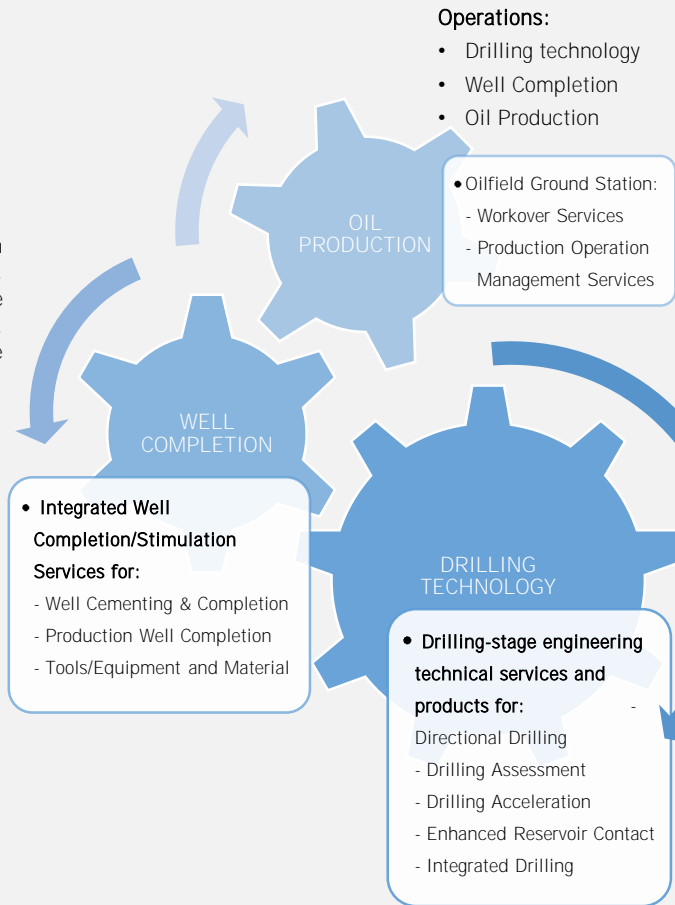 Operations:
• Drilling technology
• Well Completion
• Oil Production
OIL
PRODUCTION
• Oilfield Ground Station:
- Workover Services
- Production Operation
Management Services
WELL
COMPLETION
• Integrated Well
Completion/Stimulation
Services for:
- Well Cementing & Completion
- Production Well Completion
- Tools/Equipment and Material
DRILLING
TECHNOLOGY
• Drilling-stage engineering
technical services and
products for: -
Directional Drilling
- Drilling Assessment
- Drilling Acceleration
- Enhanced Reservoir Contact
- Integrated Drilling